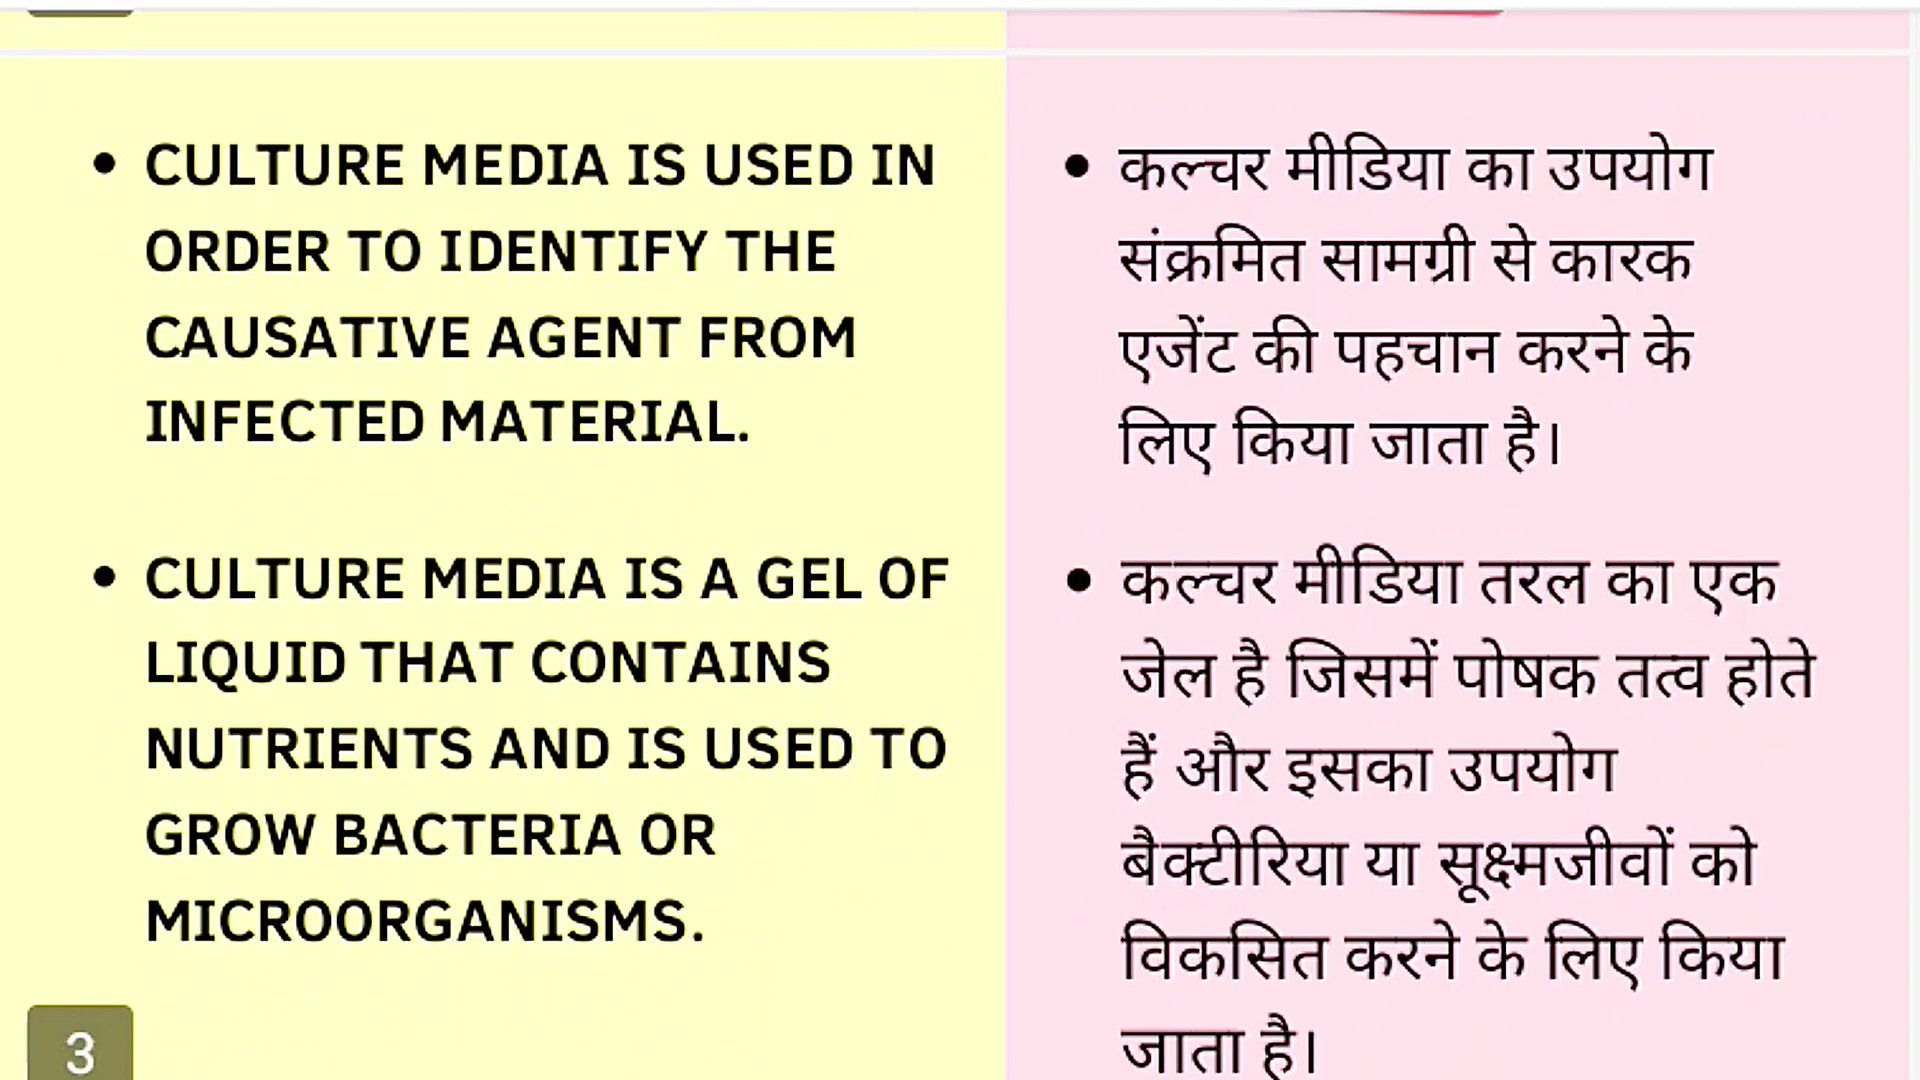 • CULTURE MEDIA IS USED IN
ORDER TO IDENTIFY THE
CAUSATIVE AGENT FROM
INFECTED MATERIAL.
• CULTURE MEDIA IS A GEL OF
LIQUID THAT CONTAINS
NUTRIENTS AND IS USED TO
GROW BACTERIA OR
MICROORGANISMS.
3
• कल्चर मीडिया का उपयोग
संक्रमित सामग्री से कारक
एजेंट की पहचान करने के
लिए किया जाता है।
• कल्चर मीडिया तरल का एक
जेल है जिसमें पोषक तत्व होते
हैं और इसका उपयोग
बैक्टीरिया या सूक्ष्मजीवों को
विकसित करने के लिए किया
जाता है।